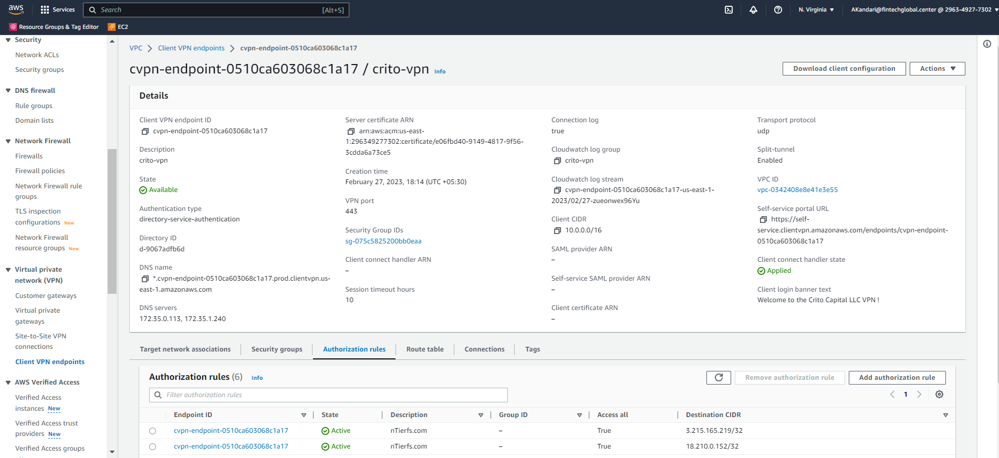 aws
Services
Search
[Alt+S]
N. Virginia
AKandari@fintechglobal.center @ 2963-4927-7302
Resource Groups & Tag Editor
EC2
Security
Network ACLs
Security groups
DNS firewall
Rule groups
Domain lists
Network Firewall
Firewalls
Firewall policies
Network Firewall rule
groups
TLS inspection
configurations New
Network Firewall
resource groups New
Virtual private
network (VPN)
Customer gateways
Virtual private
gateways
Site-to-Site VPN
connections
Client VPN endpoints
AWS Verified Access
Verified Access
instances New
Verified Access trust
providers New
Verified Access groups
VPC
Client VPN endpoints
cvpn-endpoint-0510ca603068c1a17
cvpn-endpoint-0510ca603068c1a17 / crito-vpn Info
Download client configuration
Actions
Details
Client VPN endpoint ID
cvpn-endpoint-0510ca603068c1a17
Description
crito-vpn
State
Available
Authentication type
directory-service-authentication
Directory ID
d-9067adfb6d
DNS name
*.cvpn-endpoint-0510ca603068c1a17.prod.clientvpn.us-
east-1.amazonaws.com
DNS servers
172.35.0.113, 172.35.1.240
Server certificate ARN
arn:aws:acm:us-east-
1:296349277302:certificate/e06fbd40-9149-4817-9f56-
3cdda6a73ce5
Creation time
February 27, 2023, 18:14 (UTC +05:30)
VPN port
443
Security Group IDs
sg-075c5825200bb0eaa
Client connect handler ARN
–
Session timeout hours
10
Connection log
true
Cloudwatch log group
crito-vpn
Cloudwatch log stream
cvpn-endpoint-0510ca603068c1a17-us-east-1-
2023/02/27-zueonwex96Yu
Client CIDR
10.0.0.0/16
SAML provider ARN
–
Self-service SAML provider ARN
–
Client certificate ARN
–
Transport protocol
udp
Split-tunnel
Enabled
VPC ID
vpc-0342408e8e41e3e55
Self-service portal URL
https://self-
service.clientvpn.amazonaws.com/endpoints/cvpn-endpoint-
0510ca603068c1a17
Client connect handler state
Applied
Client login banner text
Welcome to the Crito Capital LLC VPN !
Target network associations
Security groups
Authorization rules
Route table
Connections
Tags
Authorization rules (6) Info
Remove authorization rule
Add authorization rule
Filter authorization rules
1
Endpoint ID
State
Description
Group ID
Access all
Destination CIDR
cvpn-endpoint-0510ca603068c1a17
Active
nTierfs.com
–
True
3.215.165.219/32
cvpn-endpoint-0510ca603068c1a17
Active
nTierfs.com
–
True
18.210.0.152/32